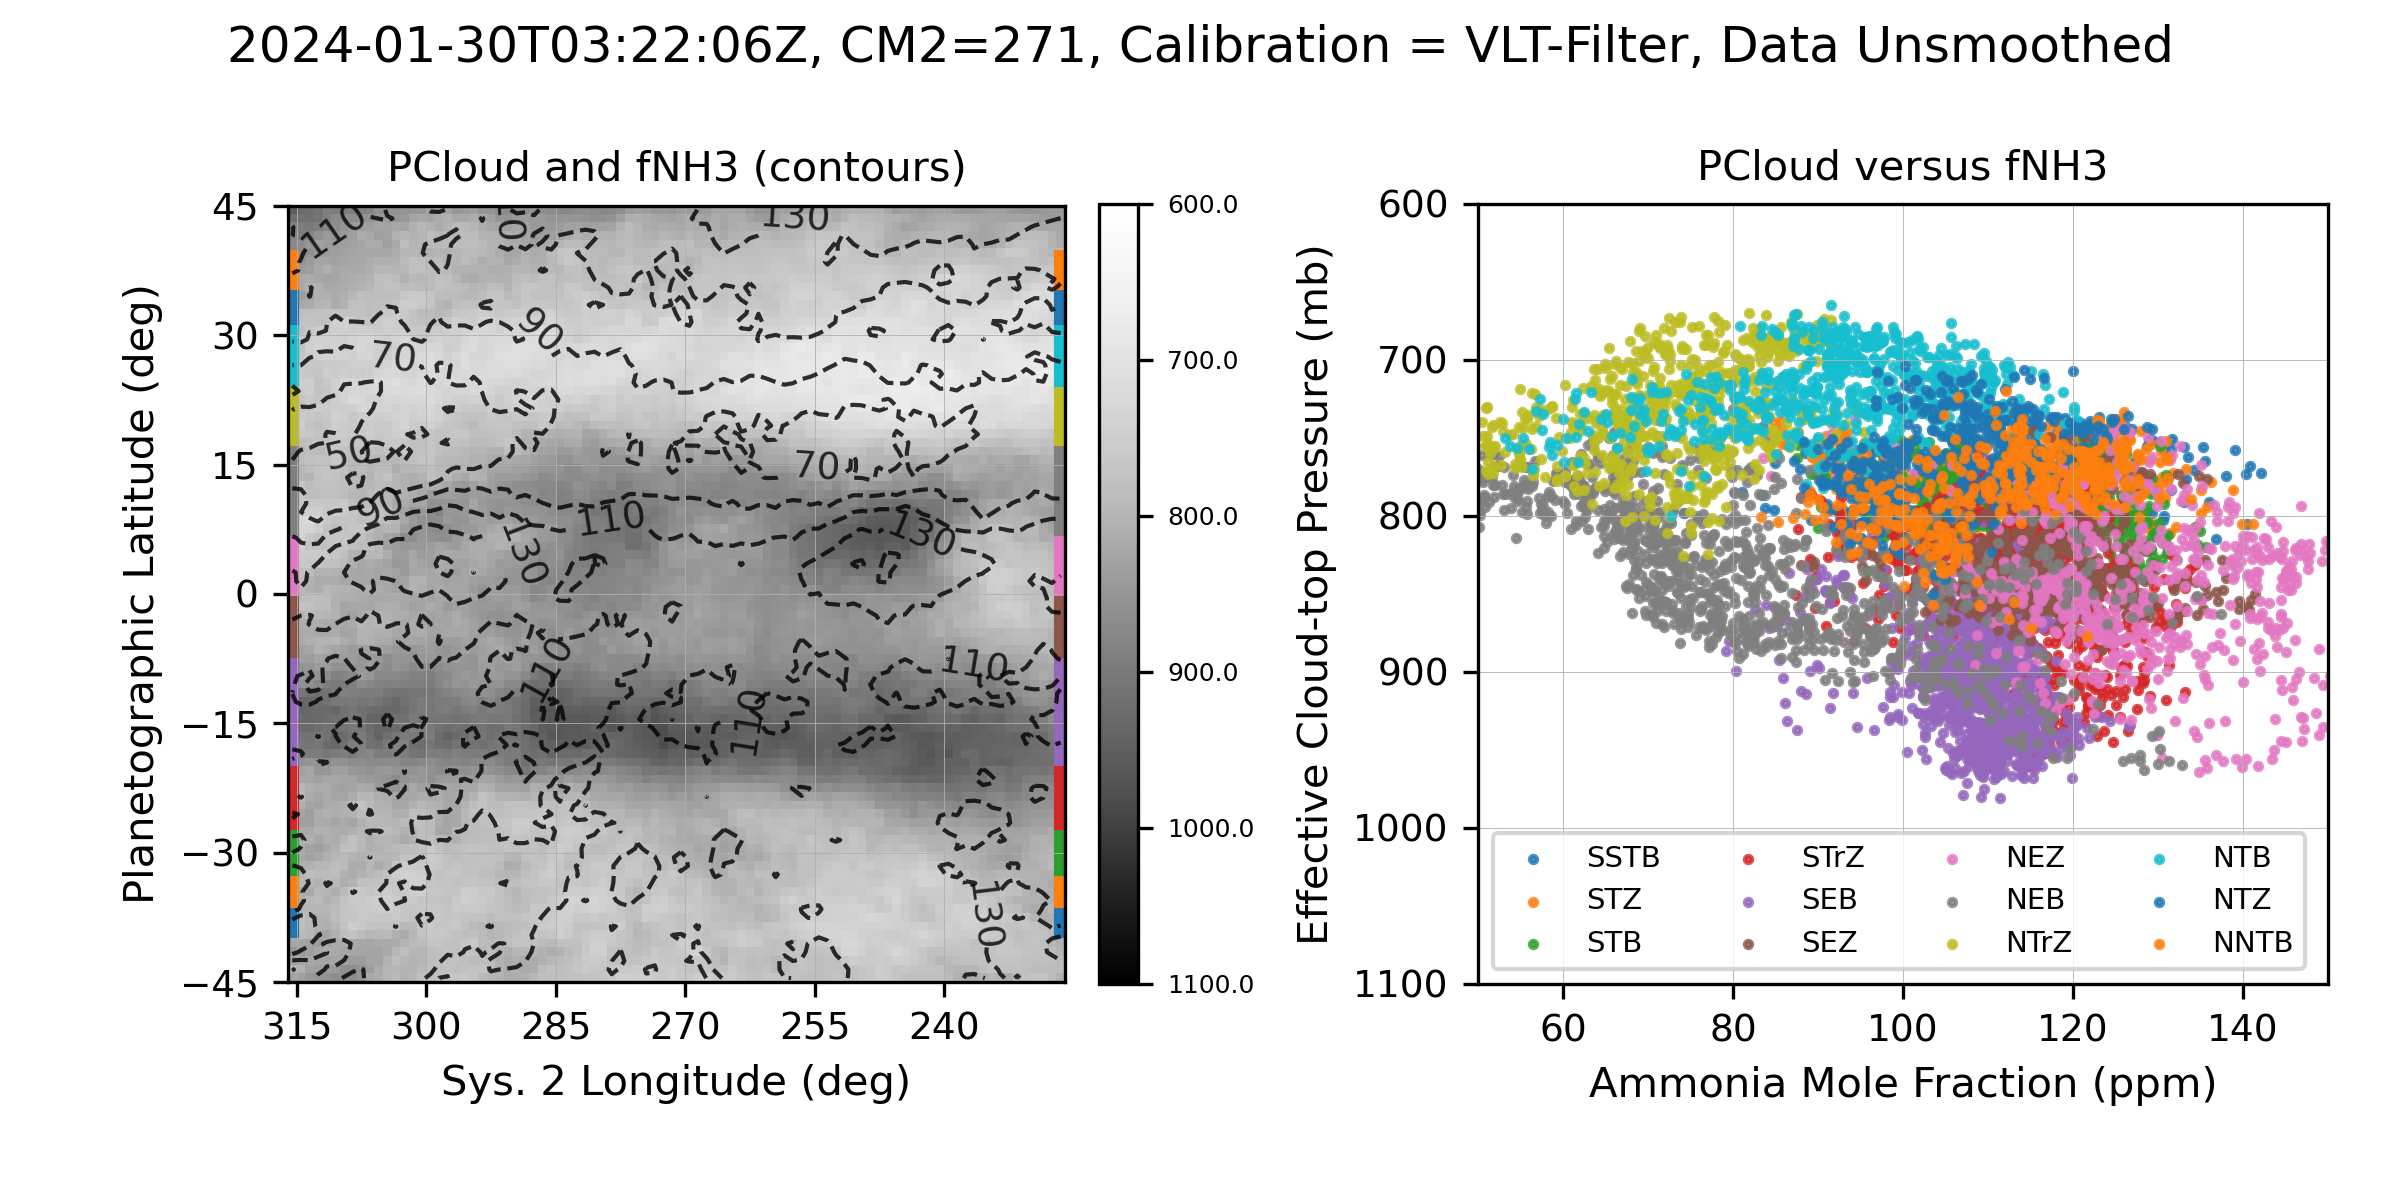 2024-01-30T03:22:06Z, CM2=271, Calibration = VLT-Filter, Data Unsmoothed
PCloud and fNH3 (contours)
Planetographic Latitude (deg)
45
30
15
0
−15
−30
−45
110
130
90
70
50
70
90
110
130
130
110
110
110
130
315
300
285
270
255
240
Sys. 2 Longitude (deg)
600.0
700.0
800.0
900.0
1000.0
1100.0
PCloud versus fNH3
Effective Cloud-top Pressure (mb)
600
700
800
900
1000
1100
SSTB
STrZ
NEZ
NTB
STZ
SEB
NEB
NTZ
STB
SEZ
NTrZ
NNTB
60
80
100
120
140
Ammonia Mole Fraction (ppm)